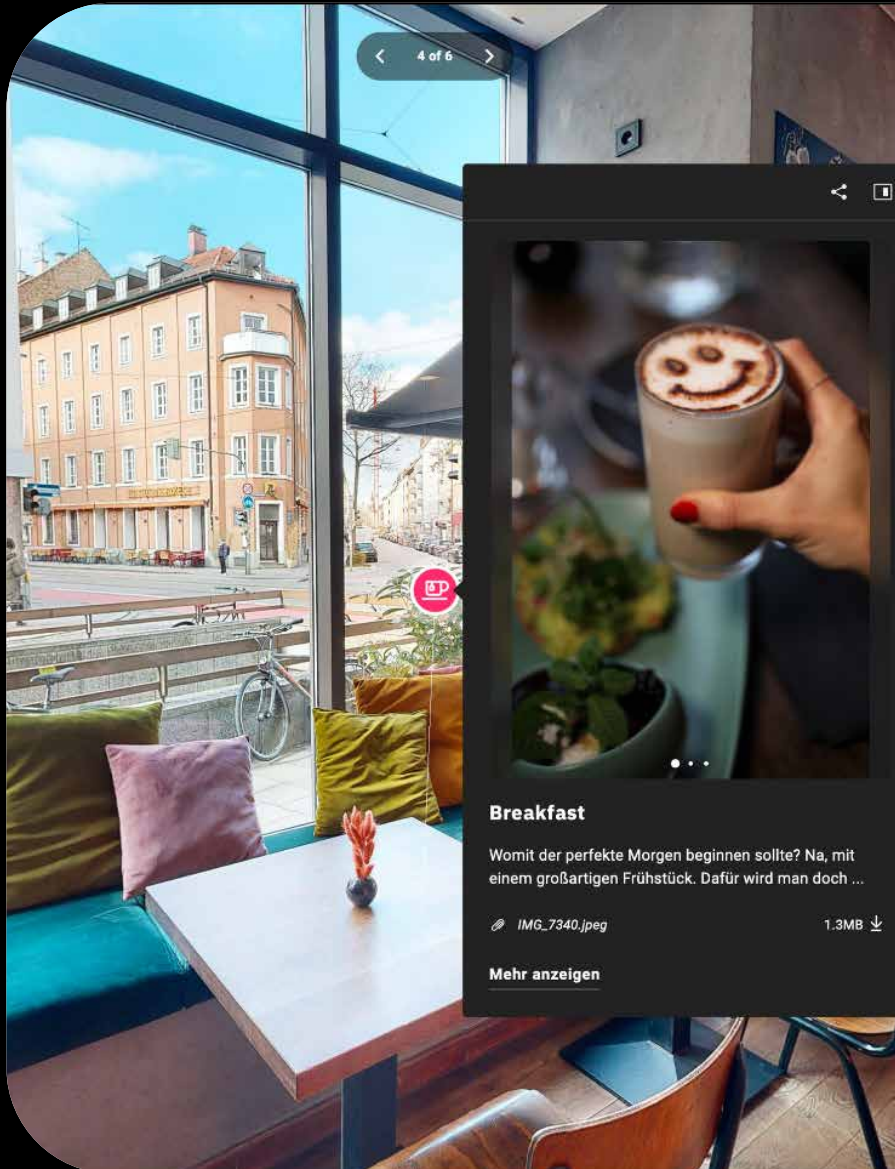 4 of 6
Breakfast
Womit der perfekte Morgen beginnen sollte? Na, mit
einem großartigen Frühstück. Dafür wird man doch ...
IMG_7340.jpeg
1.3MB
Mehr anzeigen